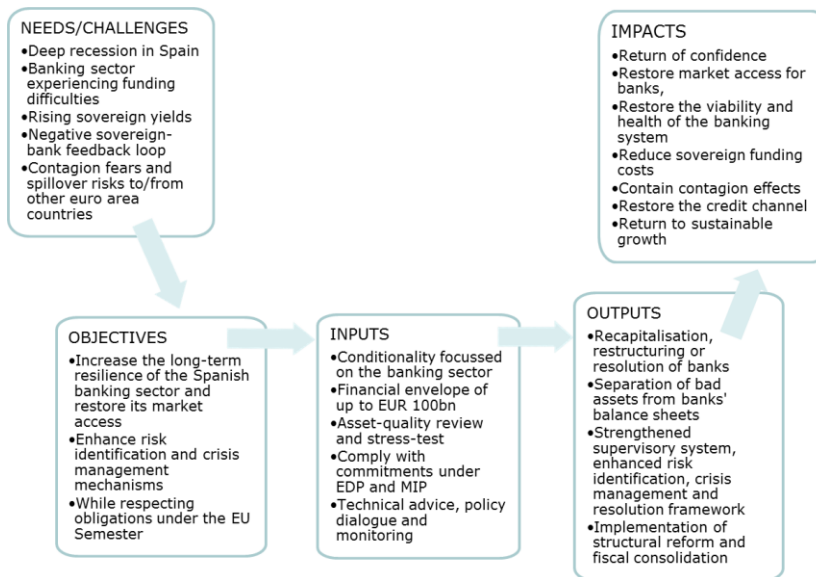 NEEDS/CHALLENGES
•Deep recession in Spain
•Banking sector
experiencing funding
difficulties
•Rising sovereign yields
•Negative sovereign-
bank feedback loop
•Contagion fears and
spillover risks to/from
other euro area
countries
OBJECTIVES
•Increase the long-term
resilience of the Spanish
banking sector and
restore its market
access
•Enhance risk
identification and crisis
management
mechanisms
•While respecting
obligations under the EU
Semester
INPUTS
•Conditionality focussed
on the banking sector
•Financial envelope of
up to EUR 100bn
•Asset-quality review
and stress-test
•Comply with
commitments under
EDP and MIP
•Technical advice, policy
dialogue and
monitoring
OUTPUTS
•Recapitalisation,
restructuring or
resolution of banks
•Separation of bad
assets from banks'
balance sheets
•Strengthened
supervisory system,
enhanced risk
identification, crisis
management and
resolution framework
•Implementation of
structural reform and
fiscal consolidation
IMPACTS
•Return of confidence
•Restore market access for
banks,
•Restore the viability and
health of the banking
system
•Reduce sovereign funding
costs
•Contain contagion effects
•Restore the credit channel
•Return to sustainable
growth